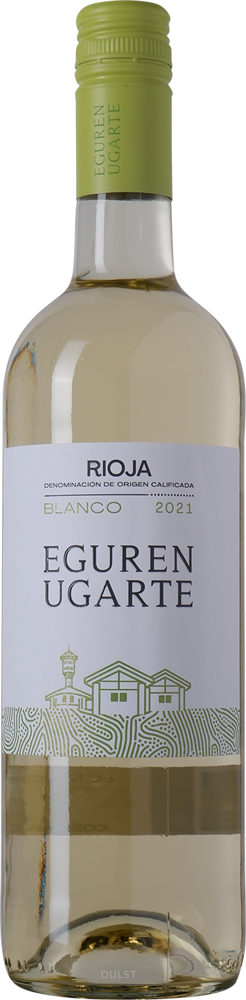 EGUREN
UGARTE
RIOJA
DENOMINACIÓN DE ORIGEN CALIFICADA
BLANCO 2021
EGUREN
UGARTE
DULST